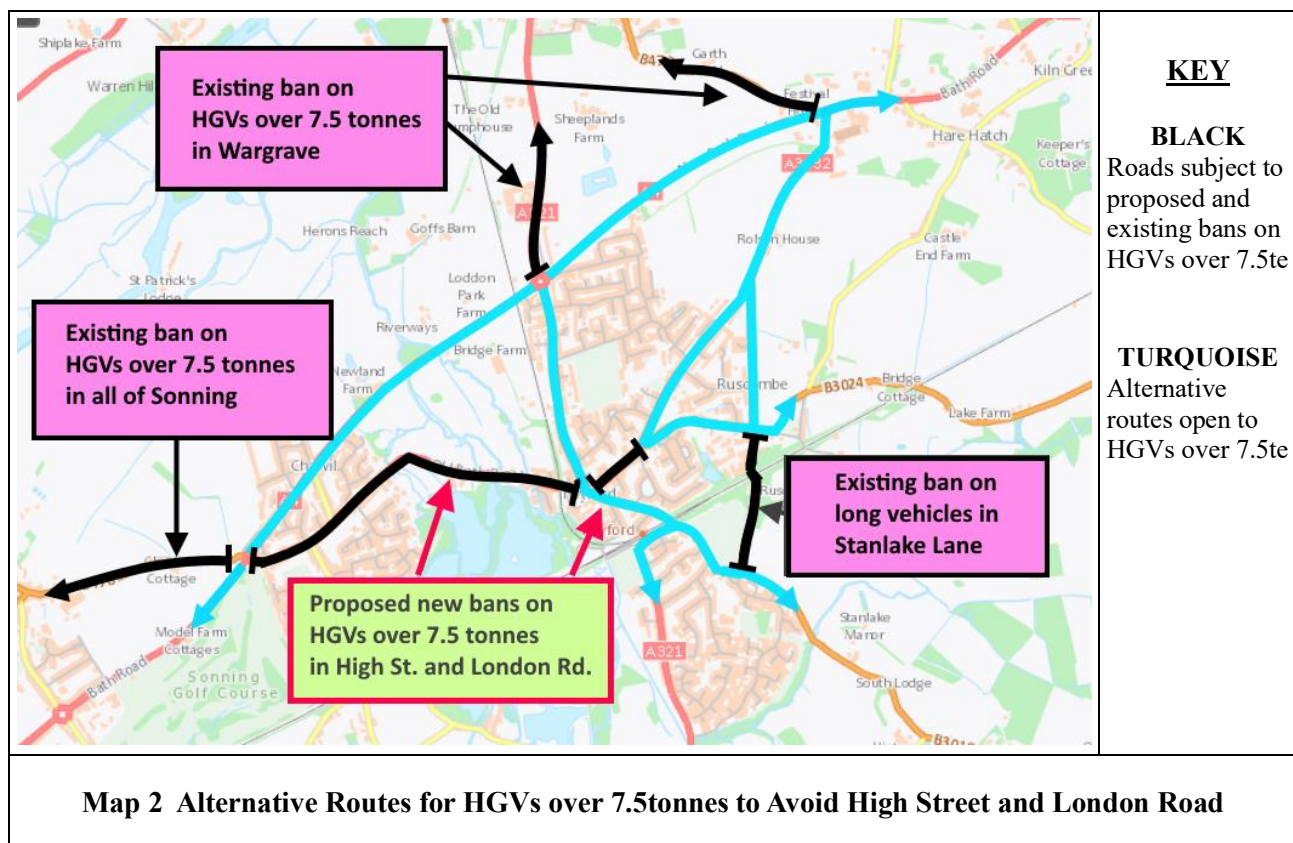 Shiplake Farm
Warren Hill
Existing ban on
HGVs over 7.5 tonnes
in Wargrave
The Old
Sheeplands
Farm
Garth
Festival
Bath Road
Kiln Gree
Hare Hatch
Keeper's
Cottage
A4
Herons Reach
Goffs Barn
Rolson House
Castle
End Farm
St Patrick's
Loddon
Park
Farm
Riverways
Bridge Farm
Existing ban on
HGVs over 7.5 tonnes
in all of Sonning
Newland
Farm
Ruscombe
B3024
Bridge
Cottage
Lake Farm
A4
Existing ban on
long vehicles in
Stanlake Lane
Cottage
Proposed new bans on
HGVs over 7.5 tonnes
in High St. and London Rd.
Model Farm
Cottages
Bath Road
Sonning
Golf Course
A321
Stanlake
Manor
South Lodge
KEY
BLACK
Roads subject to
proposed and
existing bans on
HGVs over 7.5te
TURQUOISE
Alternative
routes open to
HGVs over 7.5te
Map 2 Alternative Routes for HGVs over 7.5tonnes to Avoid High Street and London Road